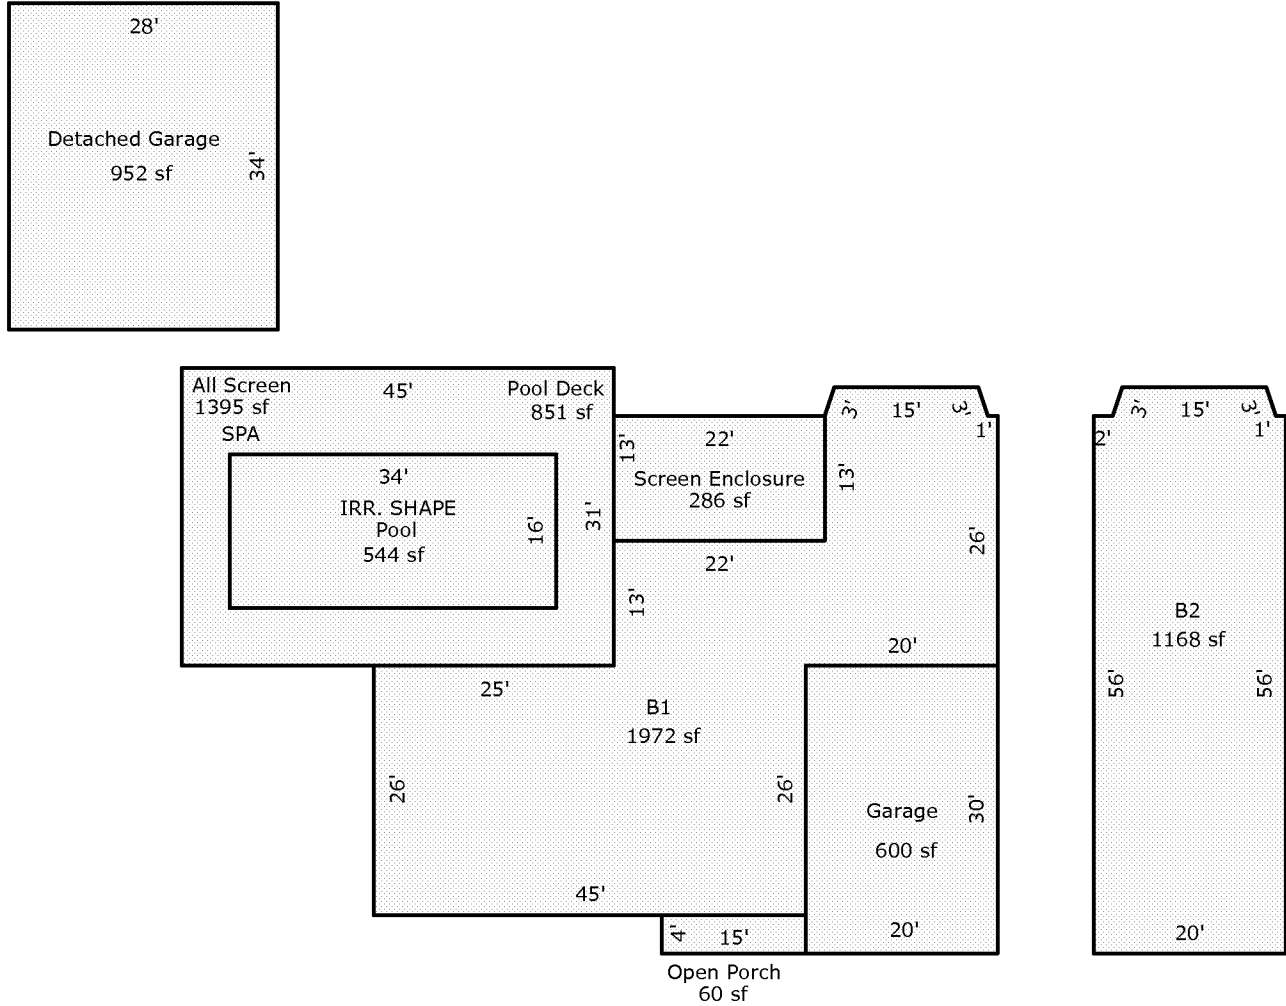 28'
Detached Garage
34'
952 sf
All Screen
1395 sf
SPA
45'
Pool Deck
851 sf
34'
IRR. SHAPE
Pool
544 sf
16'
31'
13'
22'
Screen Enclosure
286 sf
13'
3'
15'
3'
1'
26'
22'
13'
20'
25'
B1
1972 sf
26'
26'
45'
Garage
600 sf
30'
20'
4'
15'
Open Porch
60 sf
2'
3'
15'
3'
1'
B2
1168 sf
56'
56'
20'